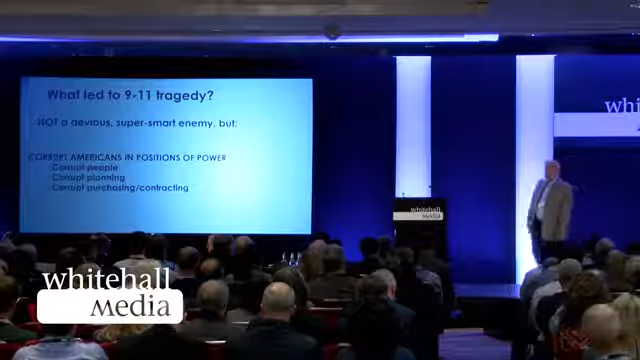 What led to 9-11 tragedy?
NOT a devious, super-smart enemy, but:
CORRUPT AMERICANS IN POSITIONS OF POWER
Corrupt people
Corrupt planning
Corrupt purchasing/contracting
whitehall
MEDIA
whitehall
MEDIA